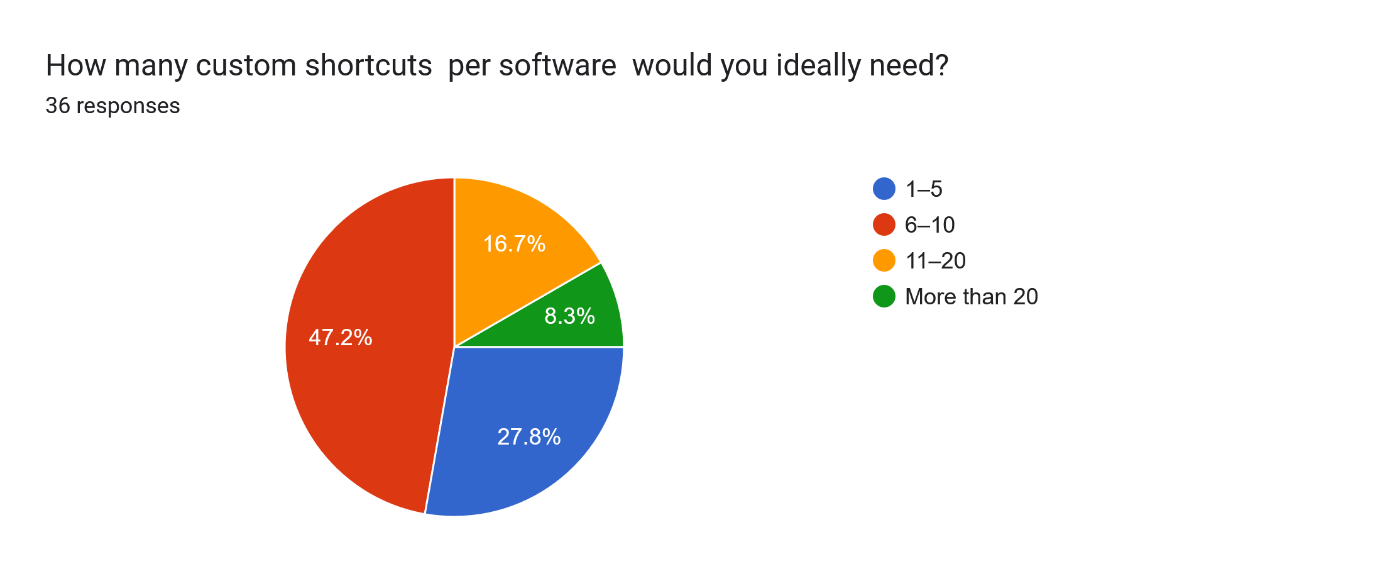 How many custom shortcuts  per software  would you ideally need?
36 responses
16.7%
8.3%
47.2%
27.8%
1–5
6–10
11–20
More than 20